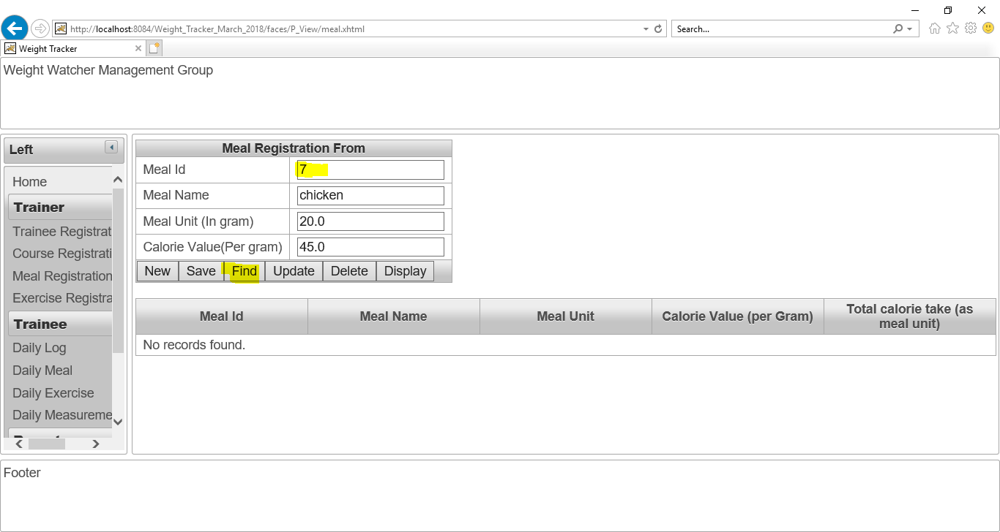 http://localhost:8084/Weight_Tracker_March_2018/faces/P_View/meal.xhtml
Search...
Weight Tracker
Weight Watcher Management Group
Left
Home
Trainer
Trainee Registrat
Course Registrati
Meal Registration
Exercise Registra
Trainee
Daily Log
Daily Meal
Daily Exercise
Daily Measureme
Meal Registration From
Meal Id 7
Meal Name chicken
Meal Unit (In gram) 20.0
Calorie Value(Per gram) 45.0
New Save Find Update Delete Display
Meal Id Meal Name Meal Unit Calorie Value (per Gram) Total calorie take (as
meal unit)
No records found.
Footer